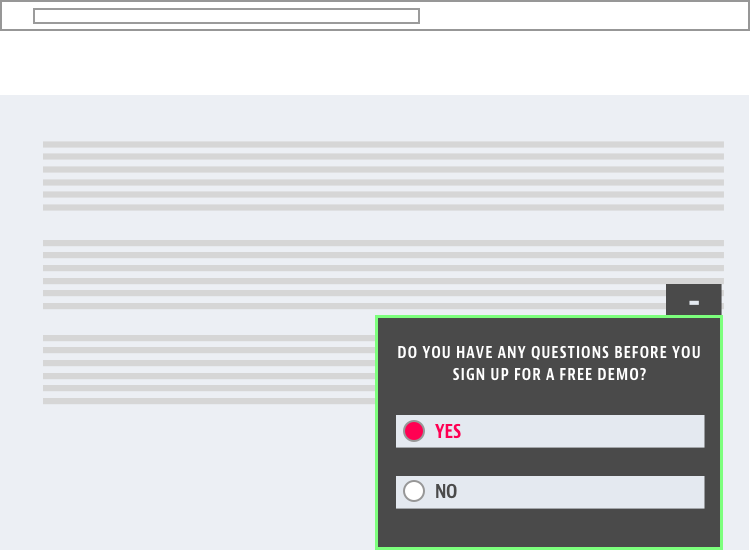 DO YOU HAVE ANY QUESTIONS BEFORE YOU
SIGN UP FOR A FREE DEMO?
YES
NO